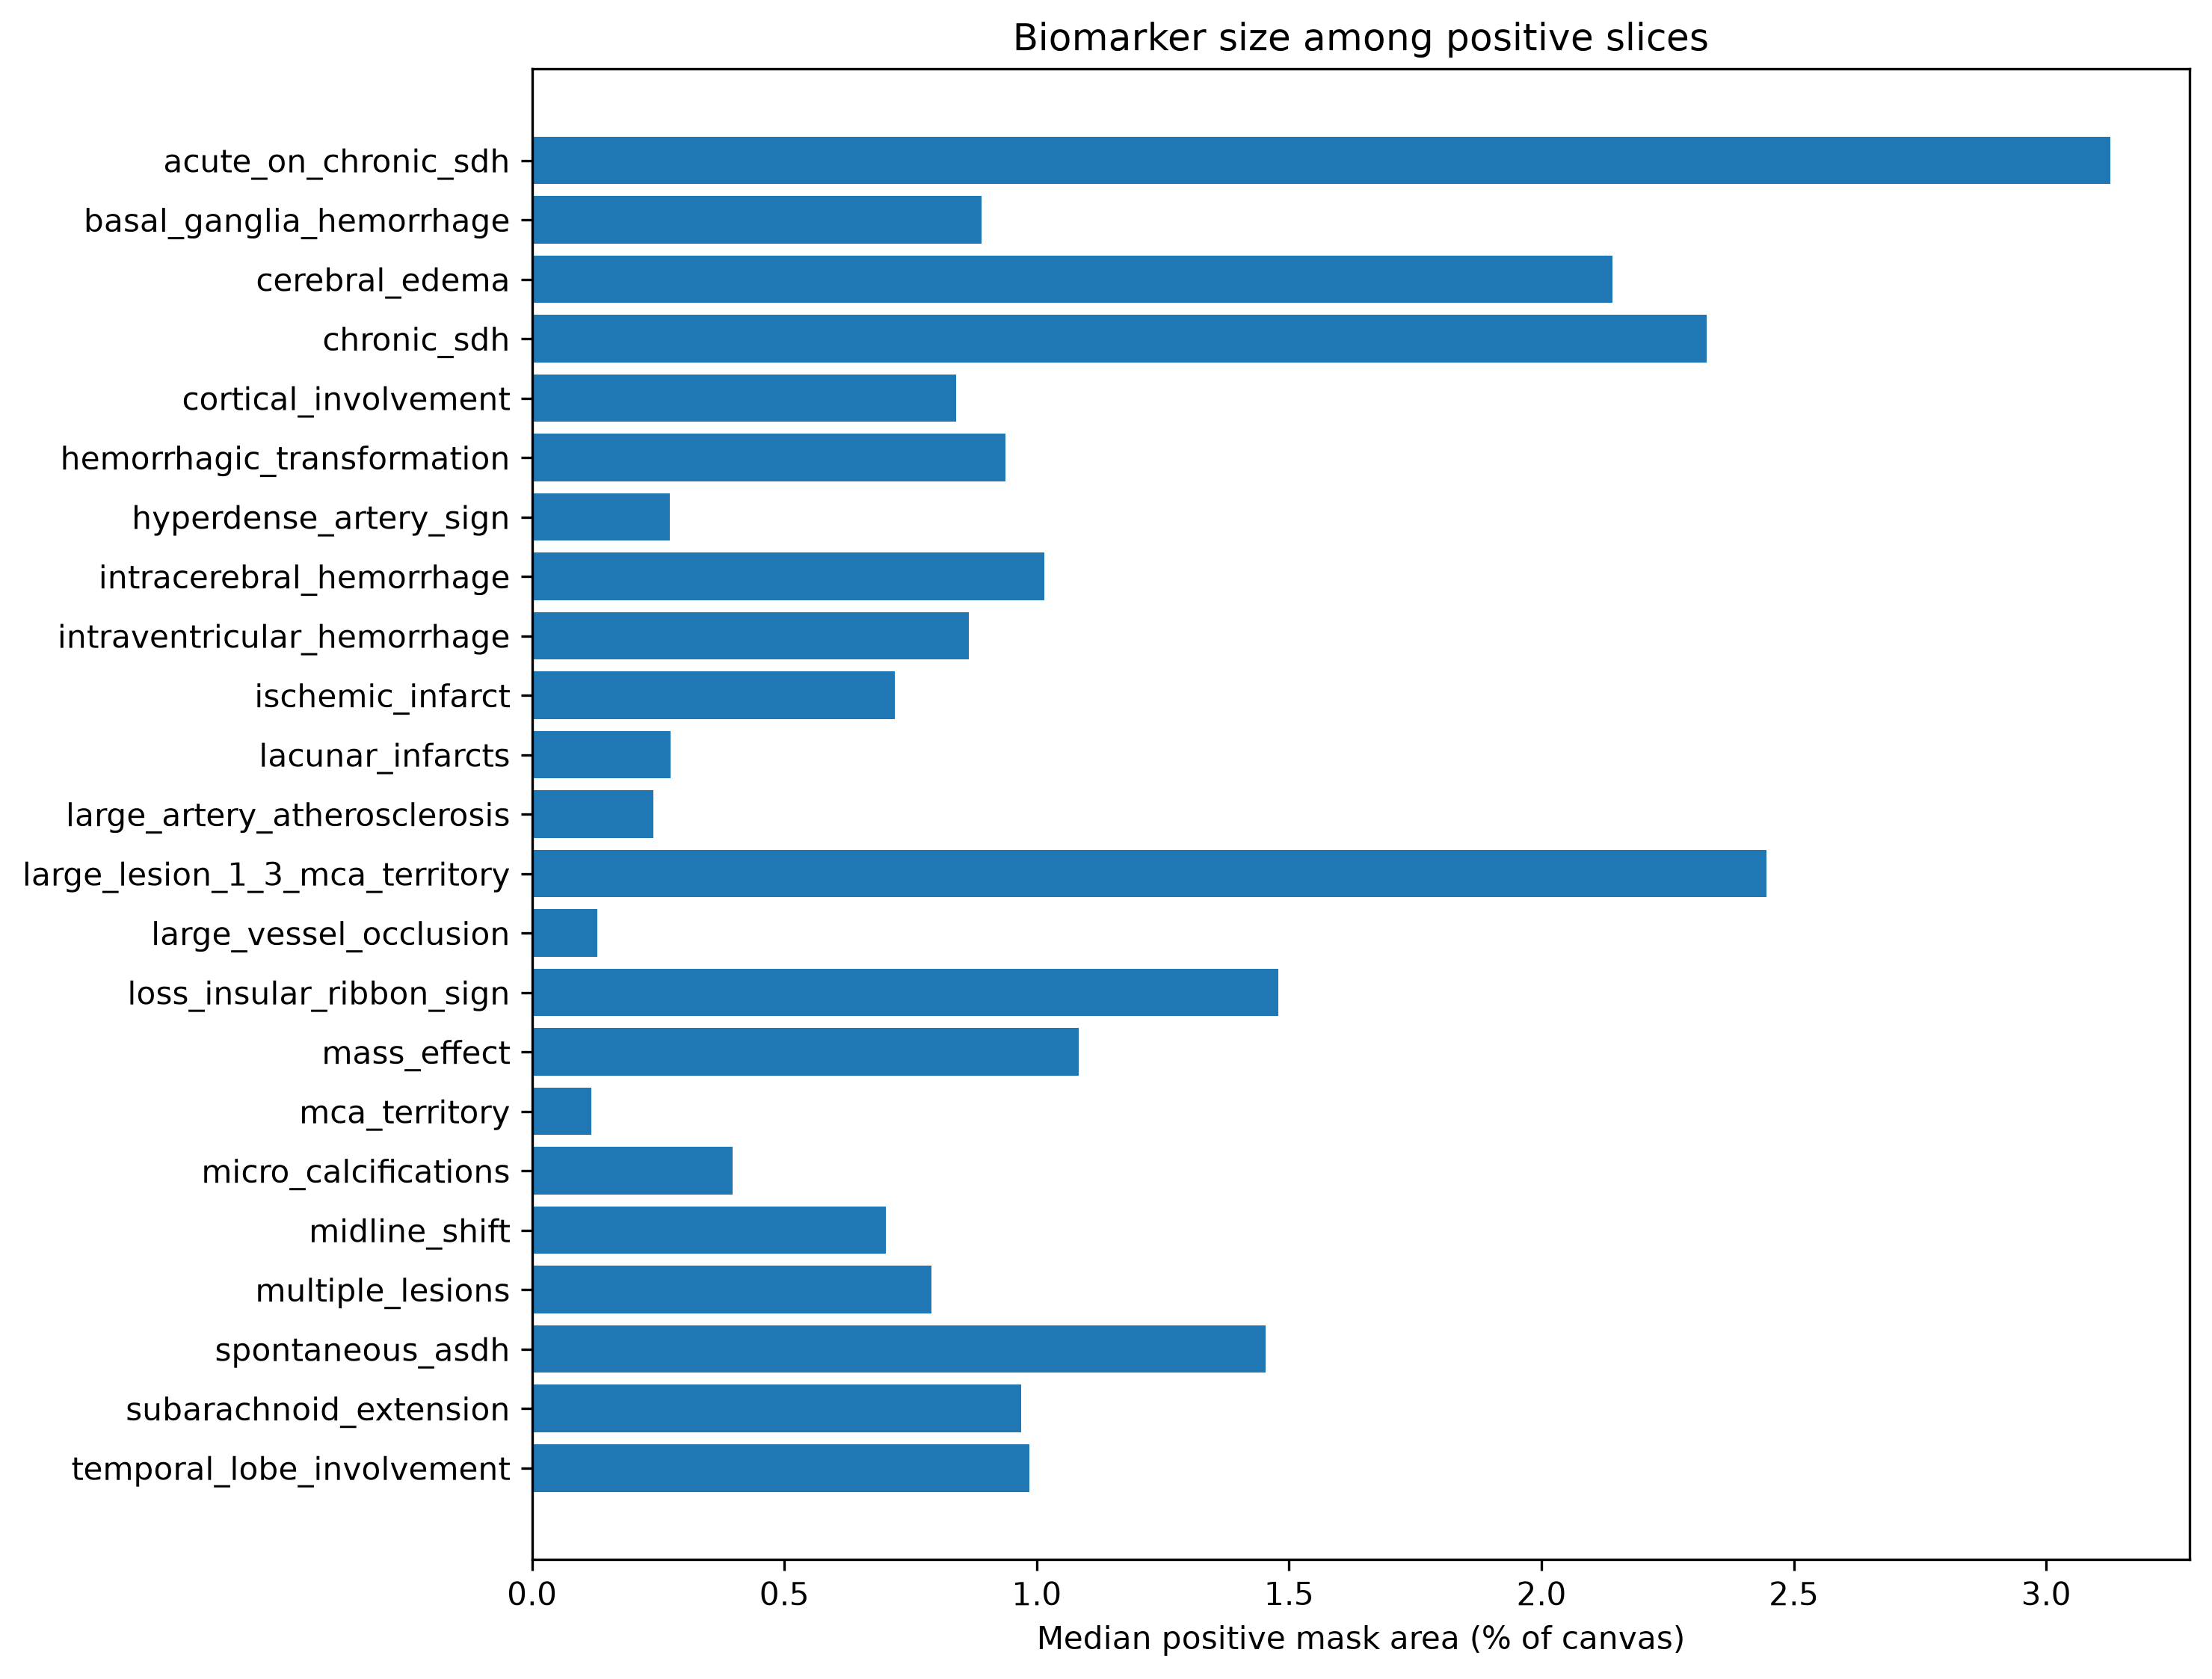 Biomarker size among positive slices
acute_on_chronic_sdh
basal_ganglia_hemorrhage
cerebral_edema
chronic_sdh
cortical_involvement
hemorrhagic_transformation
hyperdense_artery_sign
intracerebral_hemorrhage
intraventricular_hemorrhage
ischemic_infarct
lacunar_infarcts
large_artery_atherosclerosis
large_lesion_1_3_mca_territory
large_vessel_occlusion
loss_insular_ribbon_sign
mass_effect
mca_territory
micro_calcifications
midline_shift
multiple_lesions
spontaneous_asdh
subarachnoid_extension
temporal_lobe_involvement
0.0 0.5 1.0 1.5 2.0 2.5 3.0
Median positive mask area (% of canvas)